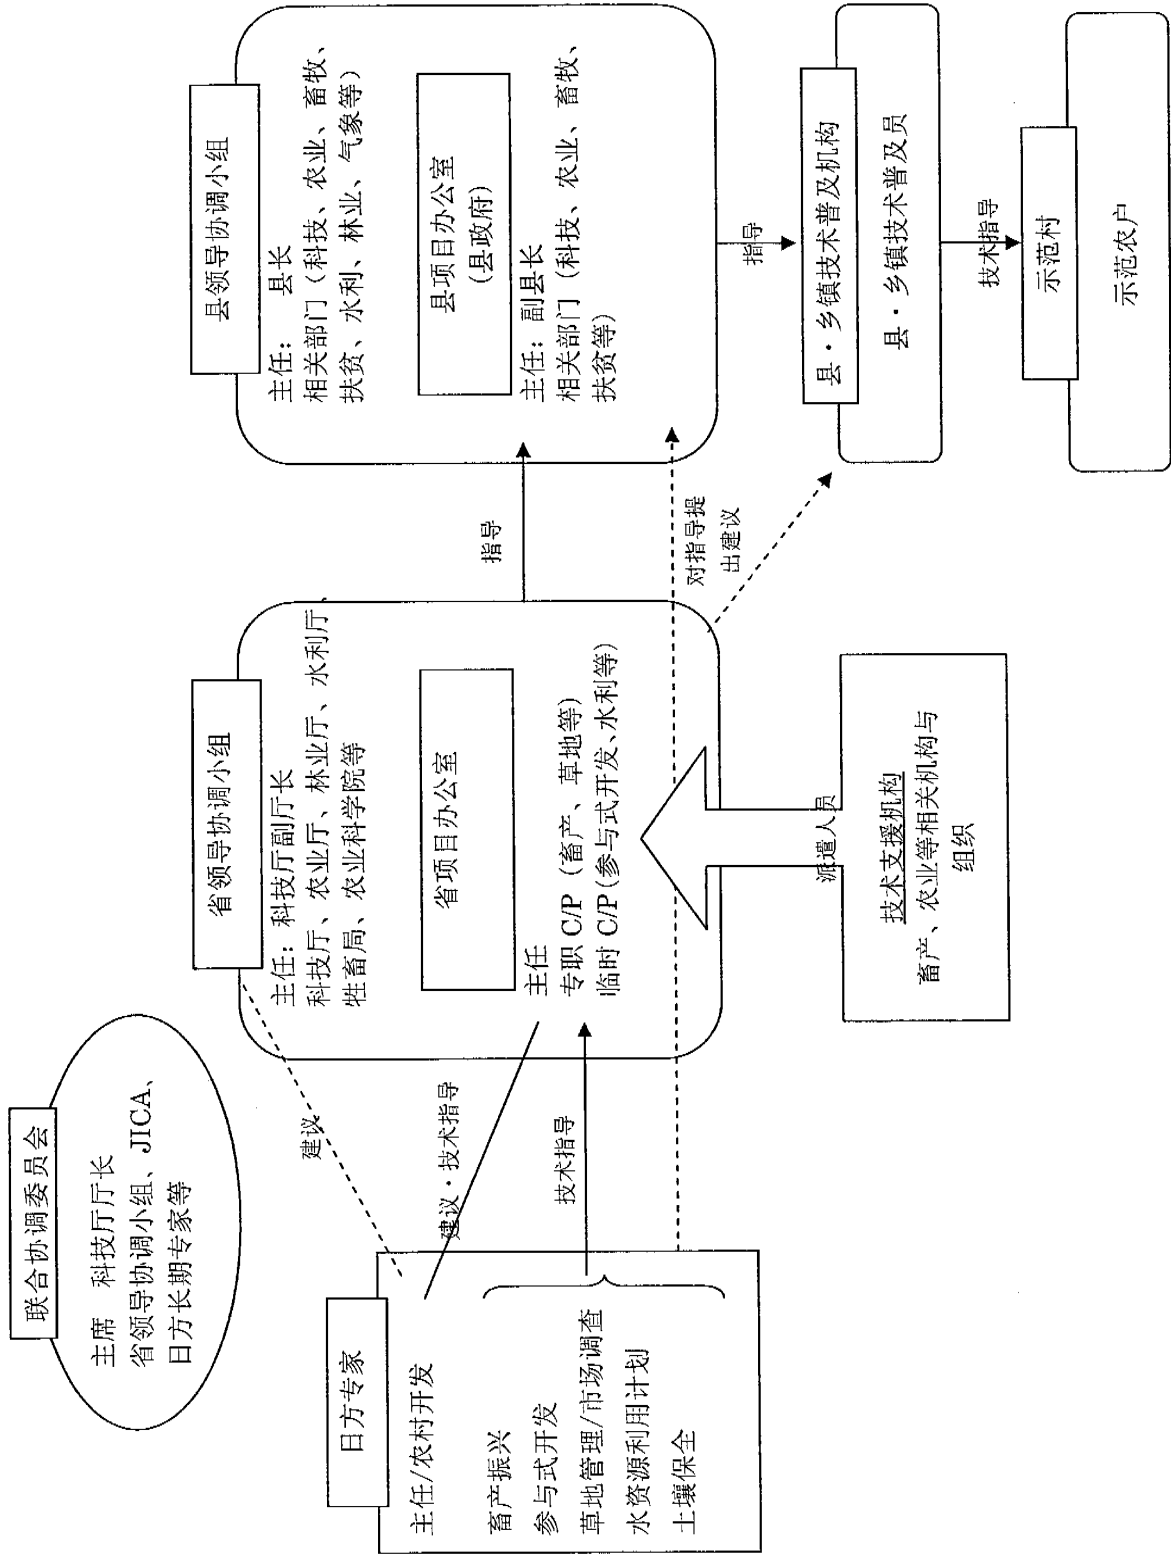 联合协调委员会
主席 科技厅厅长
省领导协调小组、JICA、
日方长期专家等
日方专家
主任/农村开发
畜产振兴
参与式开发
草地管理/市场调查
水资源利用计划
土壤保全
建议
建议・技术指导
技术指导
省领导协调小组
主任：科技厅副厅长
科技厅、农业厅、林业厅、水利厅、
牲畜局、农业科学院等
省项目办公室
主任
专职 C/P（畜产、草地等）
临时 C/P(参与式开发、水利等)
派遣人员
技术支援机构
畜产、农业等相关机构与
组织
指导
对指导提
出建议
县领导协调小组
主任： 县长
相关部门（科技、农业、畜牧、
扶贫、水利、林业、气象等）
县项目办公室
(县政府)
主任：副县长
相关部门（科技、农业、畜牧、
扶贫等）
指导
县・乡镇技术普及机构
县・乡镇技术普及员
技术指导
示范村
示范农户